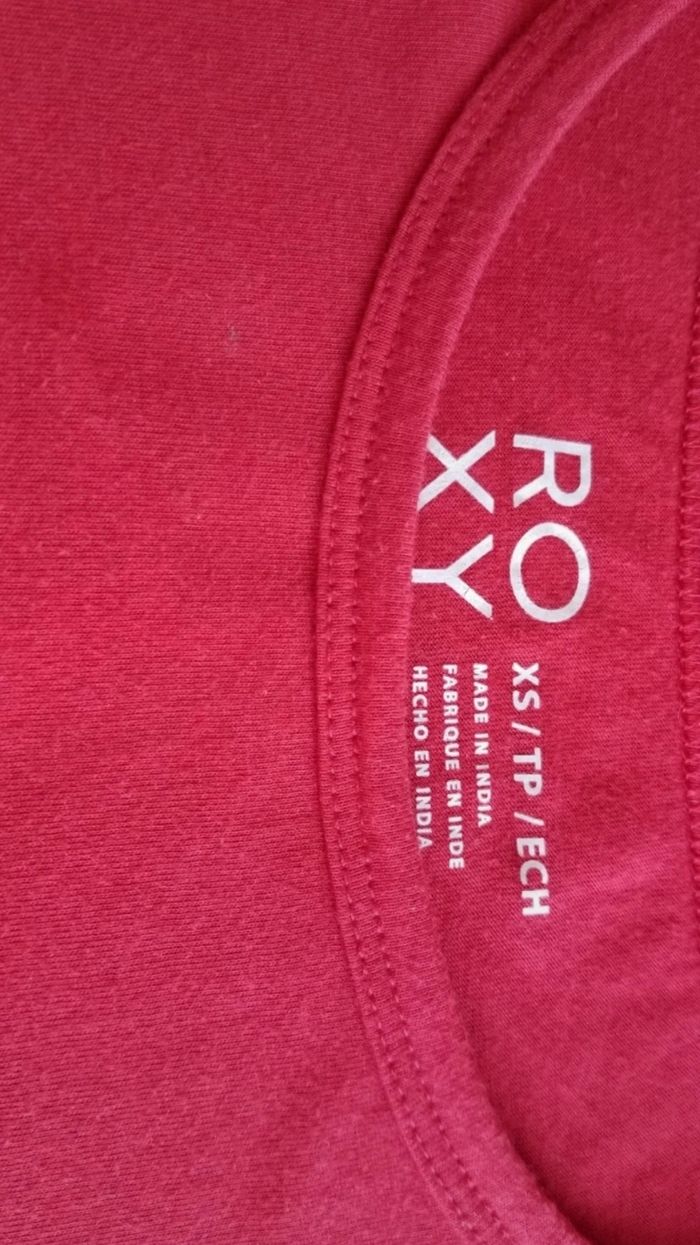 RO
XY
XS / TP / ECH
MADE IN INDIA
FABRIQUE EN INDE
HECHO EN INDIA